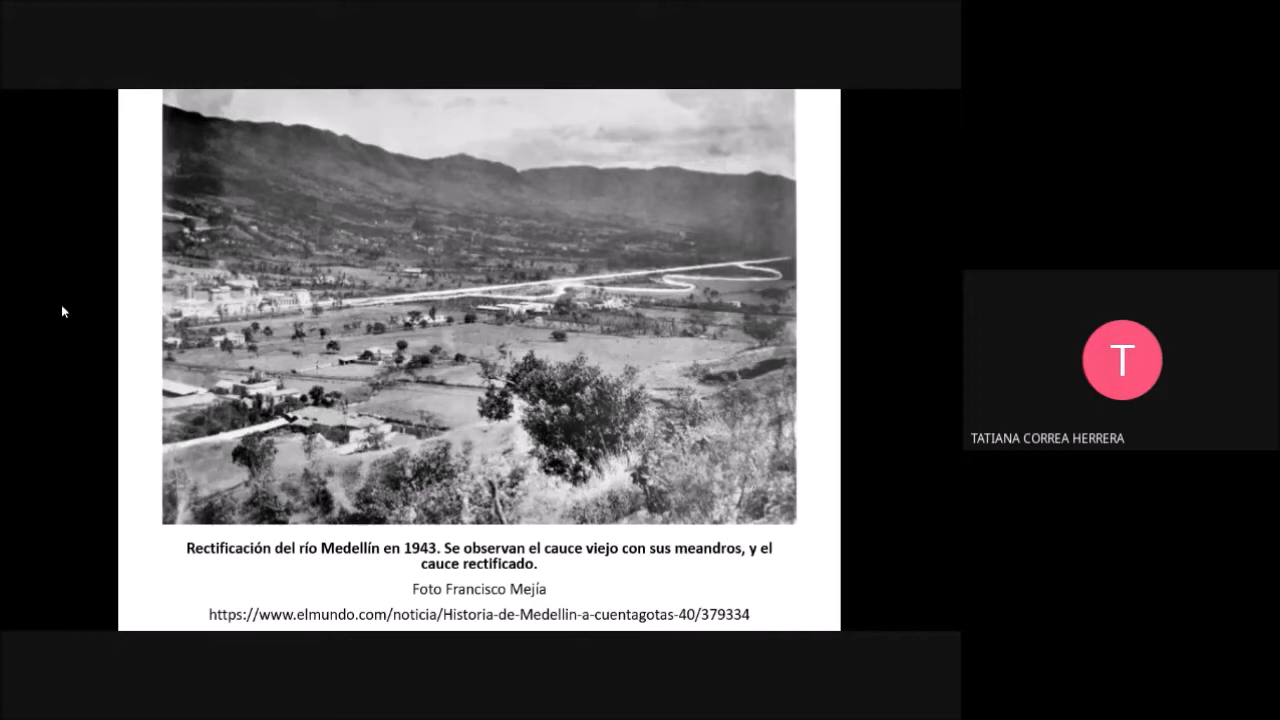 Rectificación del río Medellín en 1943. Se observan el cauce viejo con sus meandros, y el
cauce rectificado.
Foto Francisco Mejía
https://www.elmundo.com/noticia/Historia-de-Medellin-a-cuentagotas-40/379334
T
TATIANA CORREA HERRERA